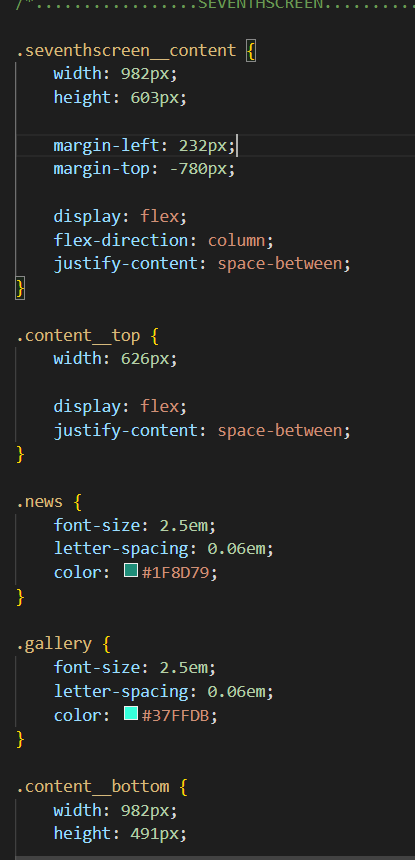 /*.................SEVENTHSCREEN..........
.seventhscreen__content {
width: 982px;
height: 603px;
margin-left: 232px;
margin-top: -780px;
display: flex;
flex-direction: column;
justify-content: space-between;
}
.content__top {
width: 626px;
display: flex;
justify-content: space-between;
}
.news {
font-size: 2.5em;
letter-spacing: 0.06em;
color: #1F8D79;
}
.gallery {
font-size: 2.5em;
letter-spacing: 0.06em;
color: #37FFDB;
}
.content__bottom {
width: 982px;
height: 491px;